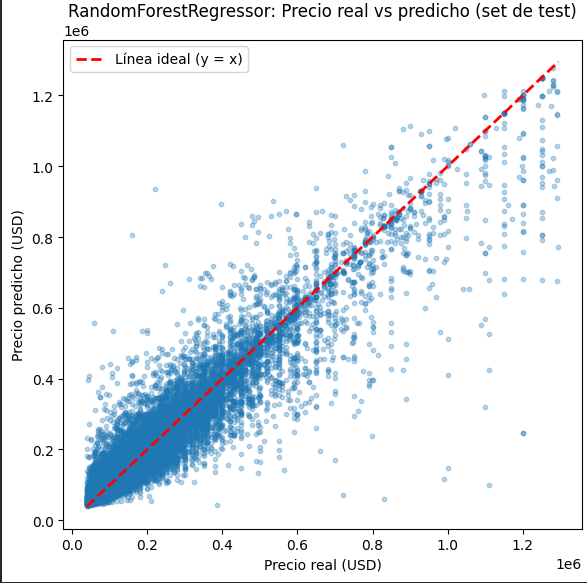 RandomForestRegressor: Precio real vs predicho (set de test)
1e6
Línea ideal (y = x)
1.2
1.0
0.8
0.6
0.4
0.2
0.0
Precio predicho (USD)
0.0 0.2 0.4 0.6 0.8 1.0 1.2
Precio real (USD)
1e6